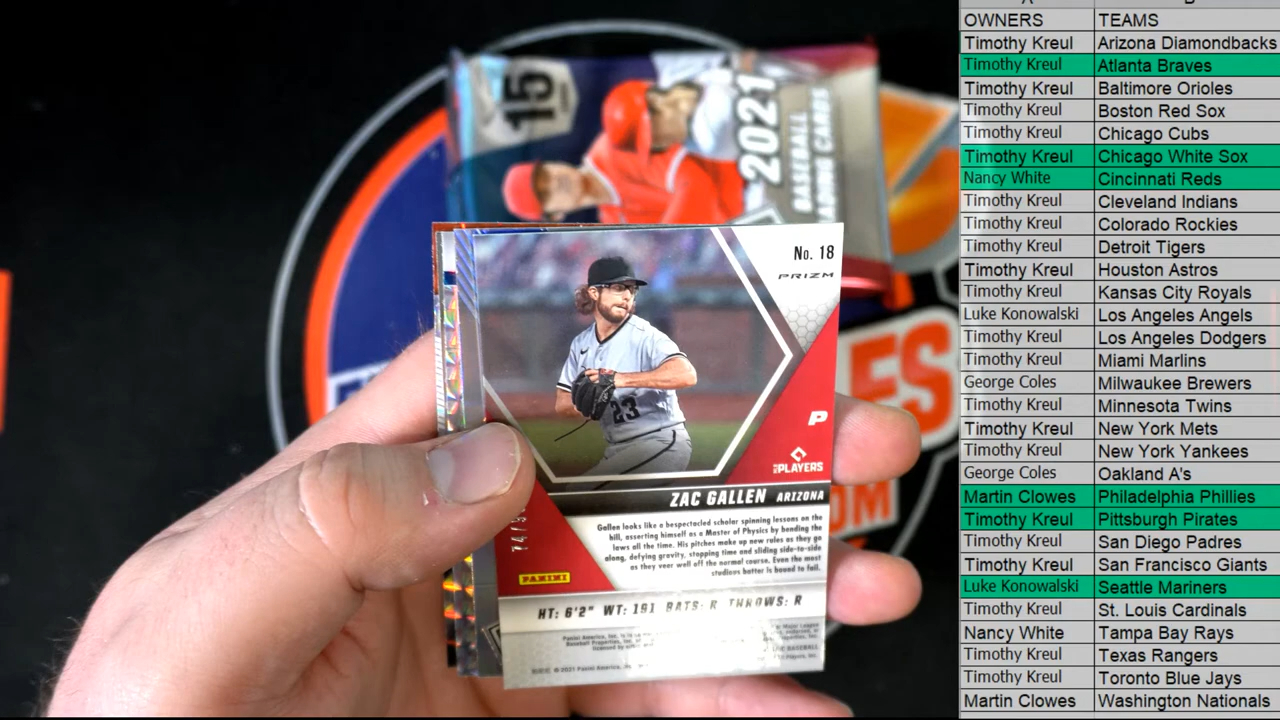 15
2021
BASEBALL
TRADING CARDS
No. 18
PRIZM
23
P
PLAYERS
ZAC GALLEN ARIZONA
Gallen looks like a bespectacled scholar spinning lessons on the
hill, asserting himself as a Master of Physics by bending the
laws all the time. His pitches make up new rules as they go
along, defying gravity, stopping time and sliding side-to-side
as they veer well off the normal course. Even the most
studious batter is bound to fail.
PANINI
HT: 6'2" WT: 191 BATS: R THROWS: R
© 2021 Panini America, Inc.
ES
OM
OWNERS TEAMS
Timothy Kreul Arizona Diamondbacks
Timothy Kreul Atlanta Braves
Timothy Kreul Baltimore Orioles
Timothy Kreul Boston Red Sox
Timothy Kreul Chicago Cubs
Timothy Kreul Chicago White Sox
Nancy White Cincinnati Reds
Timothy Kreul Cleveland Indians
Timothy Kreul Colorado Rockies
Timothy Kreul Detroit Tigers
Timothy Kreul Houston Astros
Timothy Kreul Kansas City Royals
Luke Konowalski Los Angeles Angels
Timothy Kreul Los Angeles Dodgers
Timothy Kreul Miami Marlins
George Coles Milwaukee Brewers
Timothy Kreul Minnesota Twins
Timothy Kreul New York Mets
Timothy Kreul New York Yankees
George Coles Oakland A's
Martin Clowes Philadelphia Phillies
Timothy Kreul Pittsburgh Pirates
Timothy Kreul San Diego Padres
Timothy Kreul San Francisco Giants
Luke Konowalski Seattle Mariners
Timothy Kreul St. Louis Cardinals
Nancy White Tampa Bay Rays
Timothy Kreul Texas Rangers
Timothy Kreul Toronto Blue Jays
Martin Clowes Washington Nationals